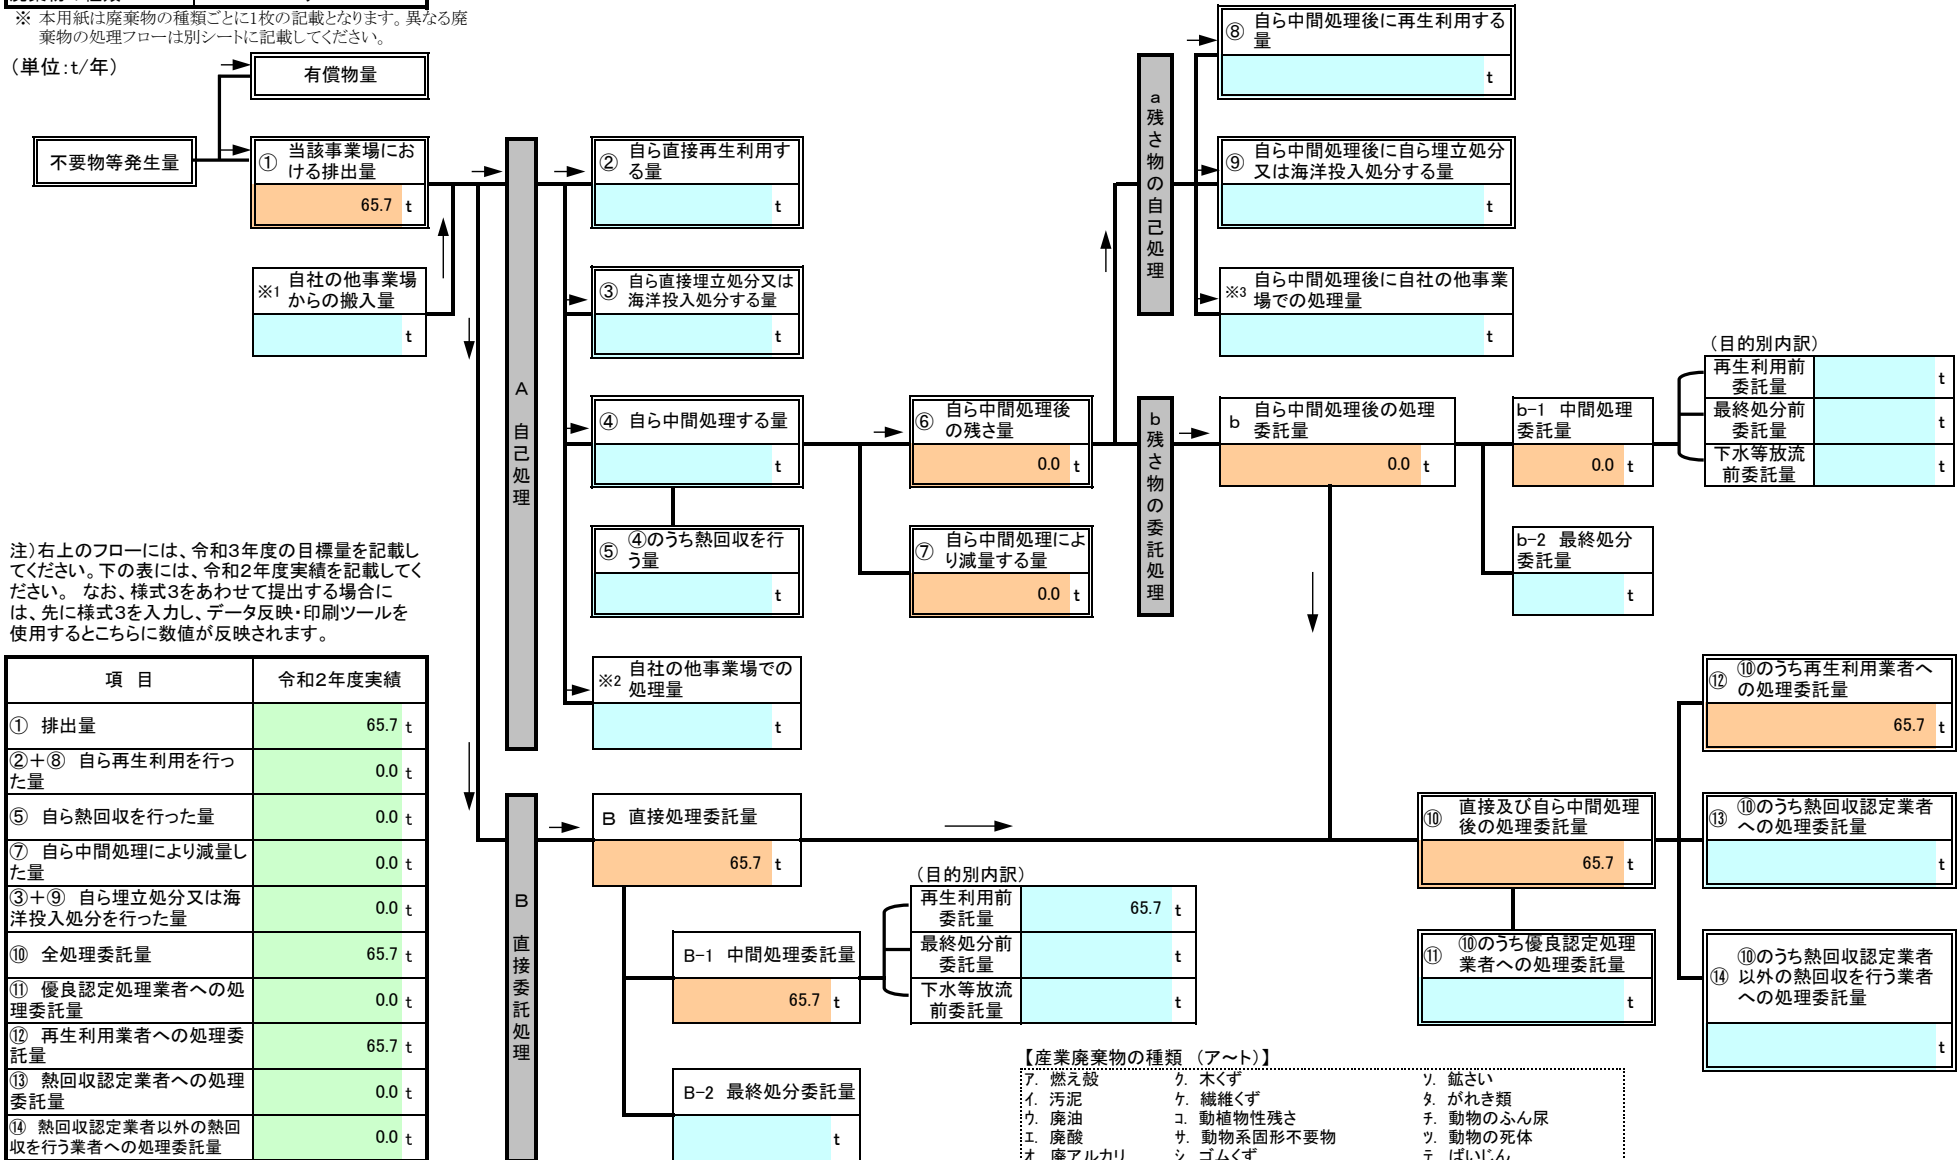 ※ 本用紙は廃棄物の種類ごとに1枚の記載となります。異なる廃
棄物の処理フローは別シートに記載してください。
（単位：t/年）
有償物量
不要物等発生量
① 当該事業場にお
ける排出量
65.7 t
※1 自社の他事業場
からの搬入量
t
A 自己処理
② 自ら直接再生利用す
る量
t
③ 自ら直接埋立処分又は
海洋投入処分する量
t
④ 自ら中間処理する量
t
⑤ ④のうち熱回収を行
う量
t
※2 自社の他事業場での
処理量
t
⑥ 自ら中間処理後
の残さ量
0.0 t
⑦ 自ら中間処理によ
り減量する量
0.0 t
a 残さ物の自己処理
⑧ 自ら中間処理後に再生利用する
量
t
⑨ 自ら中間処理後に自ら埋立処分
又は海洋投入処分する量
t
※3 自ら中間処理後に自社の他事業
場での処理量
t
b 残さ物の委託処理
b 自ら中間処理後の処理
委託量
0.0 t
b-1 中間処理
委託量
0.0 t
（目的別内訳）
再生利用前
委託量
t
最終処分前
委託量
t
下水等放流
前委託量
t
b-2 最終処分
委託量
t
注）右上のフローには、令和３年度の目標量を記載し
てください。下の表には、令和２年度実績を記載してく
ださい。 なお、様式３をあわせて提出する場合に
は、先に様式３を入力し、データ反映・印刷ツールを
使用するとこちらに数値が反映されます。
項 目 令和２年度実績
① 排出量 65.7 t
②＋⑧ 自ら再生利用を行っ
た量 0.0 t
⑤ 自ら熱回収を行った量 0.0 t
⑦ 自ら中間処理により減量し
た量 0.0 t
③＋⑨ 自ら埋立処分又は海
洋投入処分を行った量 0.0 t
⑩ 全処理委託量 65.7 t
⑪ 優良認定処理業者への処
理委託量 0.0 t
⑫ 再生利用業者への処理委
託量 65.7 t
⑬ 熱回収認定業者への処理
委託量 0.0 t
⑭ 熱回収認定業者以外の熱回
収を行う業者への処理委託量 0.0 t
B 直接委託処理
B 直接処理委託量
65.7 t
B-1 中間処理委託量
65.7 t
（目的別内訳）
再生利用前
委託量
65.7 t
最終処分前
委託量
t
下水等放流
前委託量
t
B-2 最終処分委託量
t
⑩ 直接及び自ら中間処理
後の処理委託量
65.7 t
⑪ ⑩のうち優良認定処理
業者への処理委託量
t
⑫ ⑩のうち再生利用業者へ
の処理委託量
65.7 t
⑬ ⑩のうち熱回収認定業者
への処理委託量
t
⑭ ⑩のうち熱回収認定業者
以外の熱回収を行う業者
への処理委託量
t
【産業廃棄物の種類 （ア～ト）】
ア. 燃え殻 ク. 木くず ソ. 鉱さい
イ. 汚泥 ケ. 繊維くず タ. がれき類
ウ. 廃油 コ. 動植物性残さ チ. 動物のふん尿
エ. 廃酸 サ. 動物系固形不要物 ツ. 動物の死体
オ. 廃アルカリ シ. ゴムくず テ. ばいじん